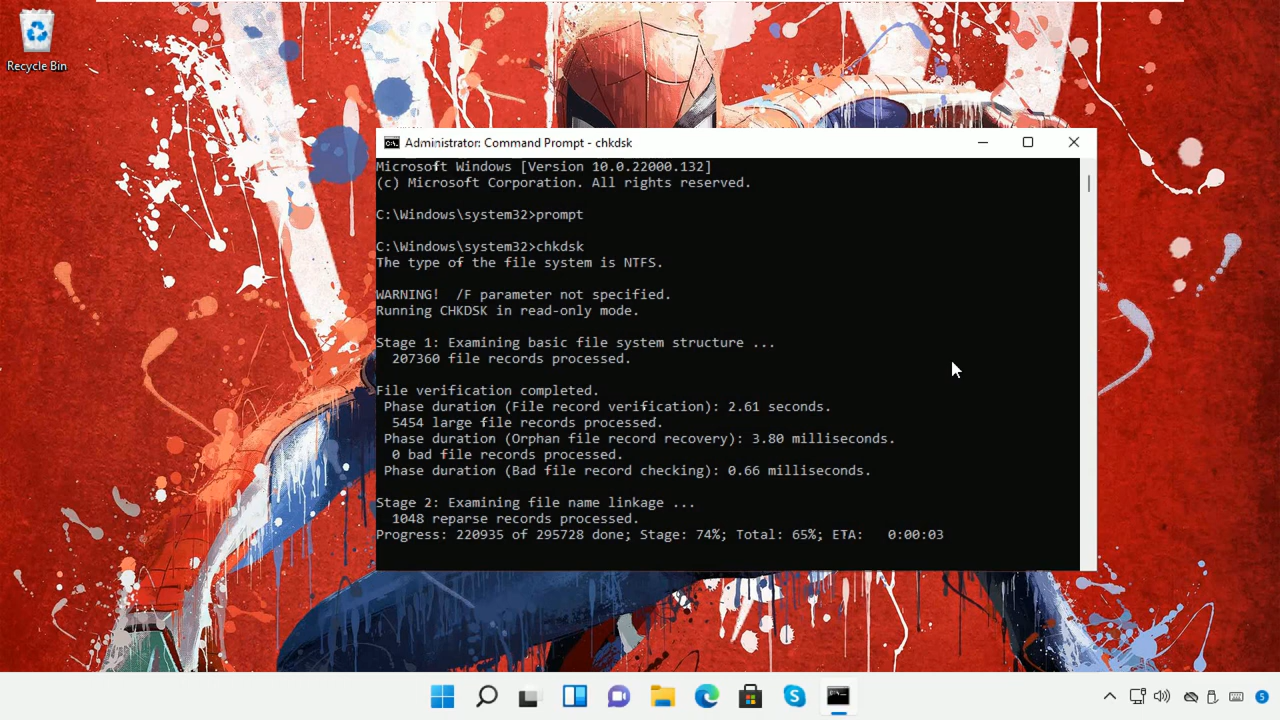 Recycle Bin
Administrator: Command Prompt - chkdsk
Microsoft Windows [Version 10.0.22000.132]
(c) Microsoft Corporation. All rights reserved.
C:\Windows\system32>prompt
C:\Windows\system32>chkdsk
The type of the file system is NTFS.
WARNING!  /F parameter not specified.
Running CHKDSK in read-only mode.
Stage 1: Examining basic file system structure ...
207360 file records processed.
File verification completed.
Phase duration (File record verification): 2.61 seconds.
5454 large file records processed.
Phase duration (Orphan file record recovery): 3.80 milliseconds.
0 bad file records processed.
Phase duration (Bad file record checking): 0.66 milliseconds.
Stage 2: Examining file name linkage ...
1048 reparse records processed.
Progress: 220935 of 295728 done; Stage: 74%; Total: 65%; ETA:   0:00:03
5